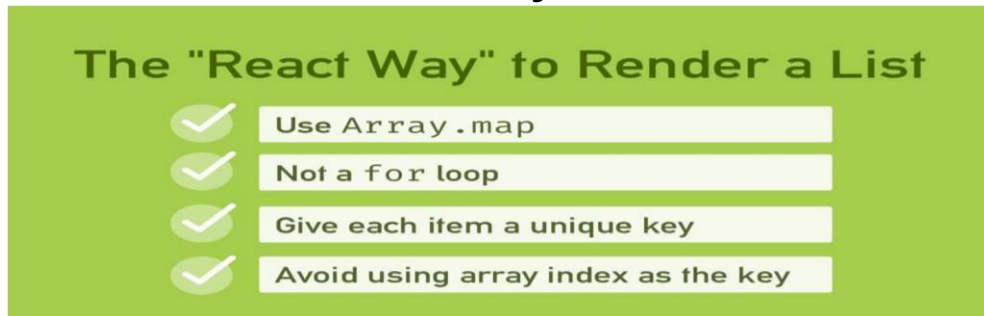 The "React Way" to Render a List
Use Array.map
Not a for loop
Give each item a unique key
Avoid using array index as the key